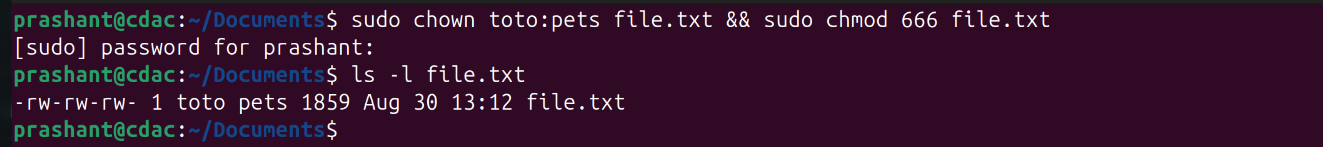 prashant@cdac:~/Documents$ sudo chown toto:pets file.txt && sudo chmod 666 file.txt
[sudo] password for prashant:
prashant@cdac:~/Documents$ ls -l file.txt
-rw-rw-rw- 1 toto pets 1859 Aug 30 13:12 file.txt
prashant@cdac:~/Documents$